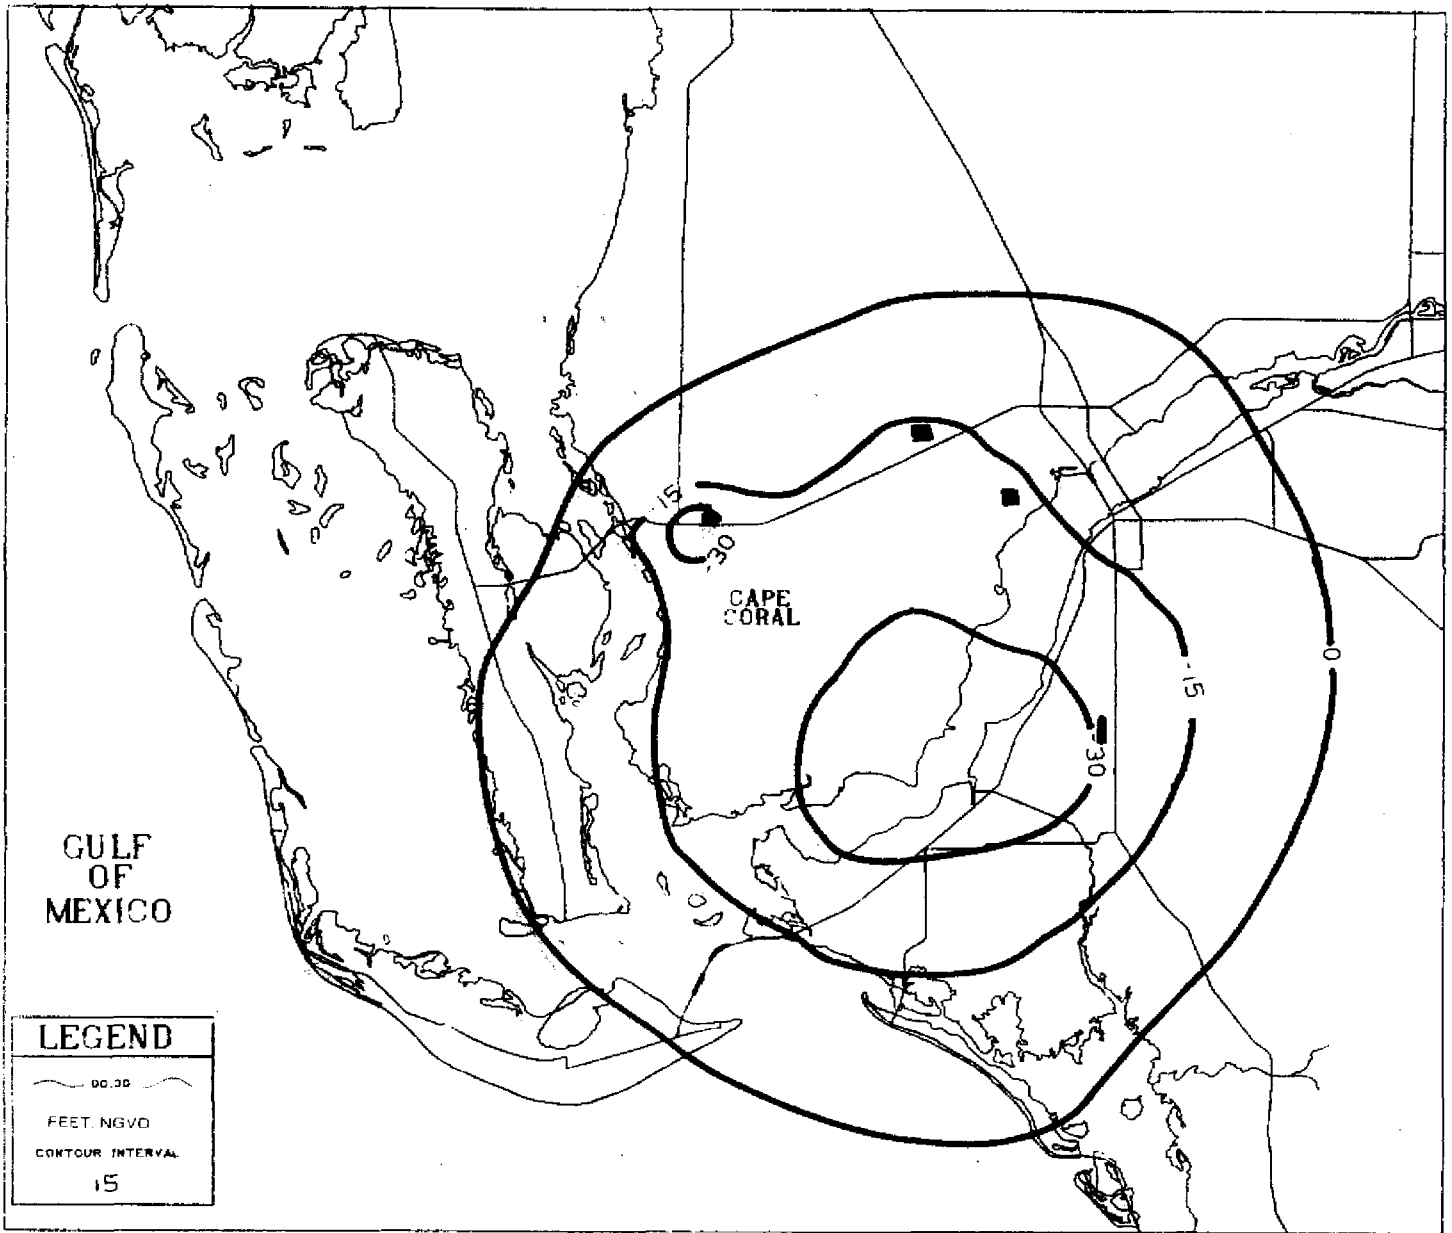 15
-30
CAPE
CORAL
0
-15
-30
GULF
OF
MEXICO
LEGEND
FEET. NGVD
CONTOUR INTERVAL
15